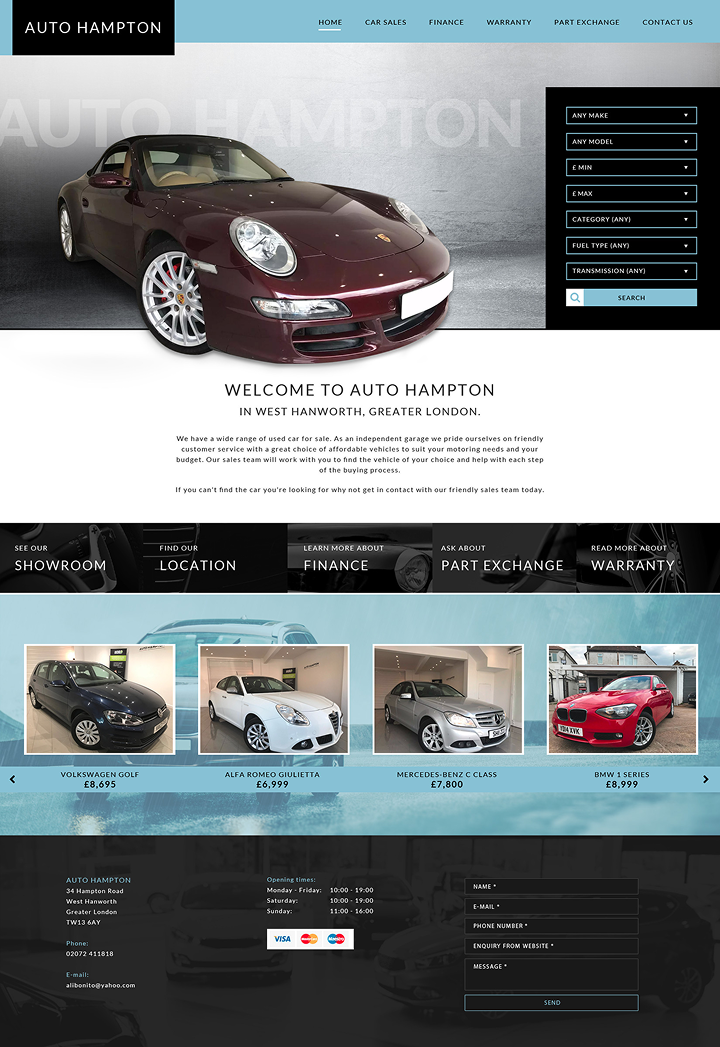 AUTO HAMPTON
HOME
CAR SALES
FINANCE
WARRANTY
PART EXCHANGE
CONTACT US
AUTO HAMPTON
ANY MAKE
ANY MODEL
£ MIN
£ MAX
CATEGORY (ANY)
FUEL TYPE (ANY)
TRANSMISSION (ANY)
SEARCH
WELCOME TO AUTO HAMPTON
IN WEST HANWORTH, GREATER LONDON.
We have a wide range of used car for sale. As an independent garage we pride ourselves on friendly
customer service with a great choice of affordable vehicles to suit your motoring needs and your
budget. Our sales team will work with you to find the vehicle of your choice and help with each step
of the buying process.
If you can't find the car you're looking for why not get in contact with our friendly sales team today.
SEE OUR
SHOWROOM
FIND OUR
LOCATION
LEARN MORE ABOUT
FINANCE
ASK ABOUT
PART EXCHANGE
READ MORE ABOUT
WARRANTY
YD14 XVK
VOLKSWAGEN GOLF
£8,695
ALFA ROMEO GIULIETTA
£6,999
MERCEDES-BENZ C CLASS
£7,800
BMW 1 SERIES
£8,999
AUTO HAMPTON
34 Hampton Road
West Hanworth
Greater London
TW13 6AY
Phone:
02072 411818
E-mail:
alibonito@yahoo.com
Opening times:
Monday - Friday: 10:00 - 19:00
Saturday: 10:00 - 19:00
Sunday: 11:00 - 16:00
VISA
NAME *
E-MAIL *
PHONE NUMBER *
ENQUIRY FROM WEBSITE *
MESSAGE *
SEND